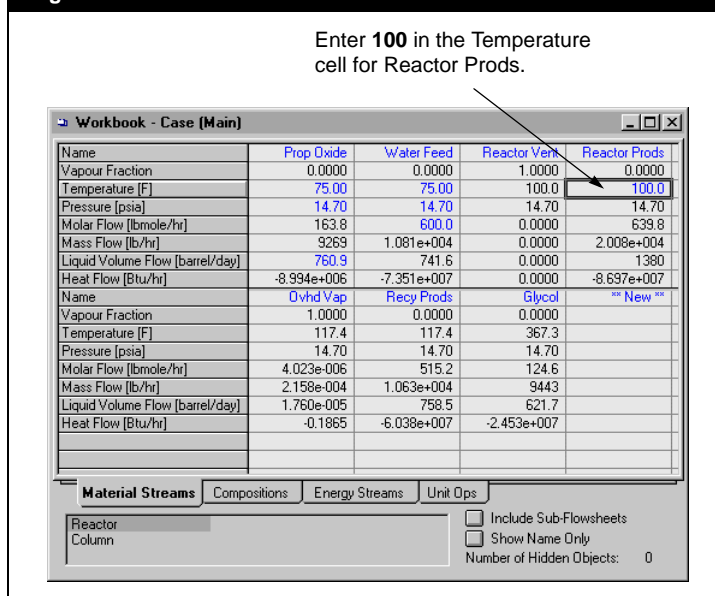 Enter 100 in the Temperature
cell for Reactor Prods.
Workbook - Case (Main)
Name Prop Oxide Water Feed Reactor Vent Reactor Prods
Vapour Fraction 0.0000 0.0000 1.0000 0.0000
Temperature [F] 75.00 75.00 100.0 100.0
Pressure [psia] 14.70 14.70 14.70 14.70
Molar Flow [lbmole/hr] 163.8 600.0 0.0000 639.8
Mass Flow [lb/hr] 9269 1.081e+004 0.0000 2.008e+004
Liquid Volume Flow [barrel/day] 760.9 741.6 0.0000 1380
Heat Flow [Btu/hr] -8.994e+006 -7.351e+007 0.0000 -8.697e+007
Name Ovhd Vap Recy Prods Glycol ** New **
Vapour Fraction 1.0000 0.0000 0.0000
Temperature [F] 117.4 117.4 367.3
Pressure [psia] 14.70 14.70 14.70
Molar Flow [lbmole/hr] 4.023e-006 515.2 124.6
Mass Flow [lb/hr] 2.158e-004 1.063e+004 9443
Liquid Volume Flow [barrel/day] 1.760e-005 758.5 621.7
Heat Flow [Btu/hr] -0.1865 -6.038e+007 -2.453e+007
Material Streams Compositions Energy Streams Unit Ops
Reactor
Column
Include Sub-Flowsheets
Show Name Only
Number of Hidden Objects: 0